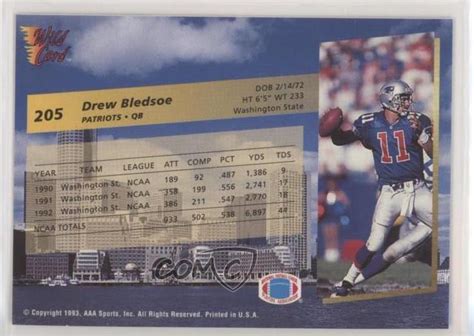 Wild
Card
205
Drew Bledsoe
PATRIOTS • QB
DOB 2/14/72
HT 6'5" WT 233
Washington State
YEAR TEAM LEAGUE ATT COMP PCT YDS TDS
1990 Washington St. NCAA 189 92 .487 1,386 9
1991 Washington St. NCAA 358 199 .556 2,741 17
1992 Washington St. NCAA 386 211 .547 2,770 18
NCAA TOTALS 933 502 .538 6,897 44
11
COMC
© Copyright 1993, AAA Sports, Inc. All Rights Reserved. Printed in U.S.A.